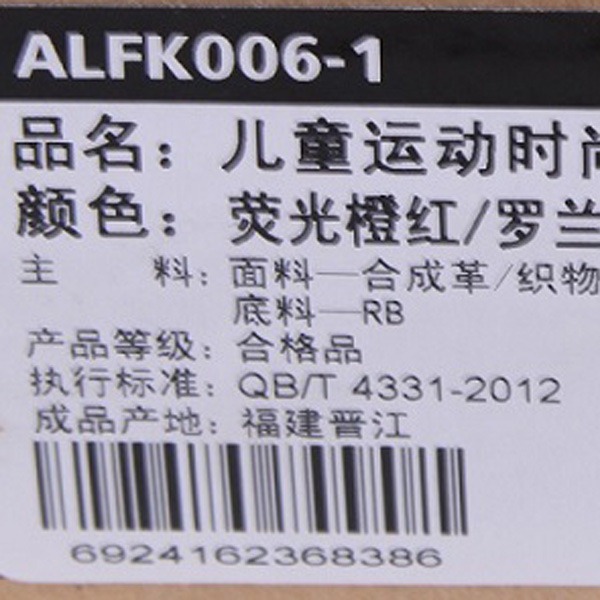 ALFK006-1
品名：儿童运动时尚
颜色：荧光橙红/罗兰
主 料：面料—合成革/织物
底料—RB
产品等级：合格品
执行标准：QB/T 4331-2012
成品产地：福建晋江
6924162368386